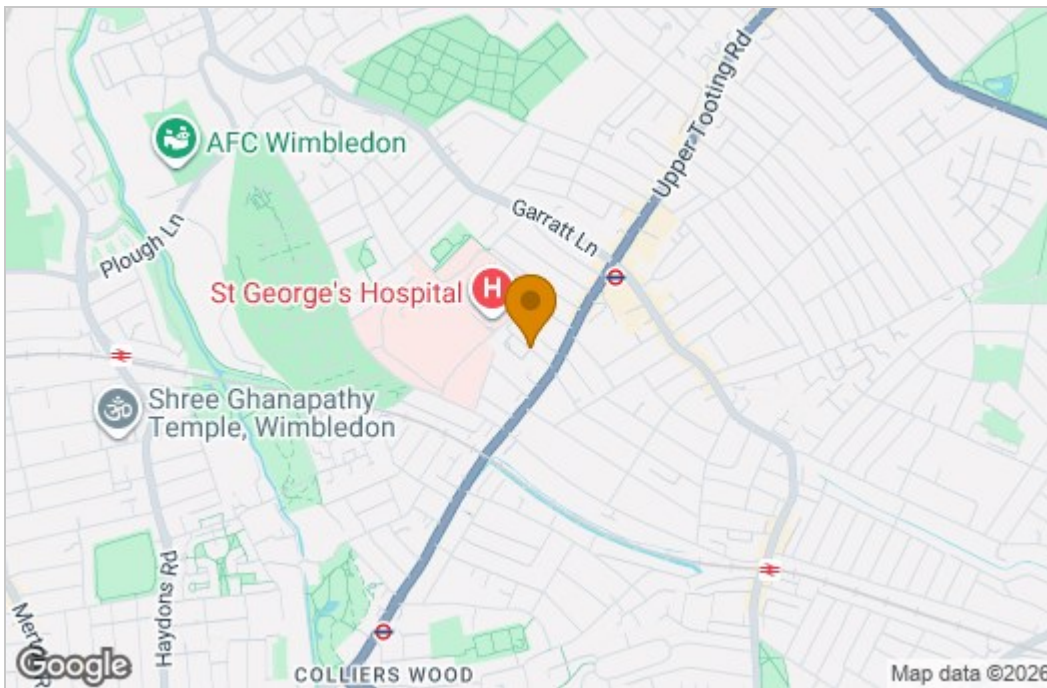 Upper Tooting Rd
AFC Wimbledon
Garratt Ln
Plough Ln
St George's Hospital
H
Shree Ghanapathy
Temple, Wimbledon
ॐ
Haydons Rd
Google
COLLIERS WOOD
Map data ©2026